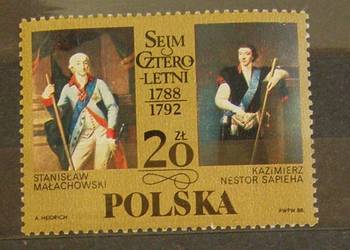 SEJM
CZTERO-
LETNI
1788
1792
20 ZŁ
STANISŁAW
MAŁACHOWSKI
KAZIMIERZ
NESTOR SAPIEHA
POLSKA
A. HEIDRICH
PWPW 88